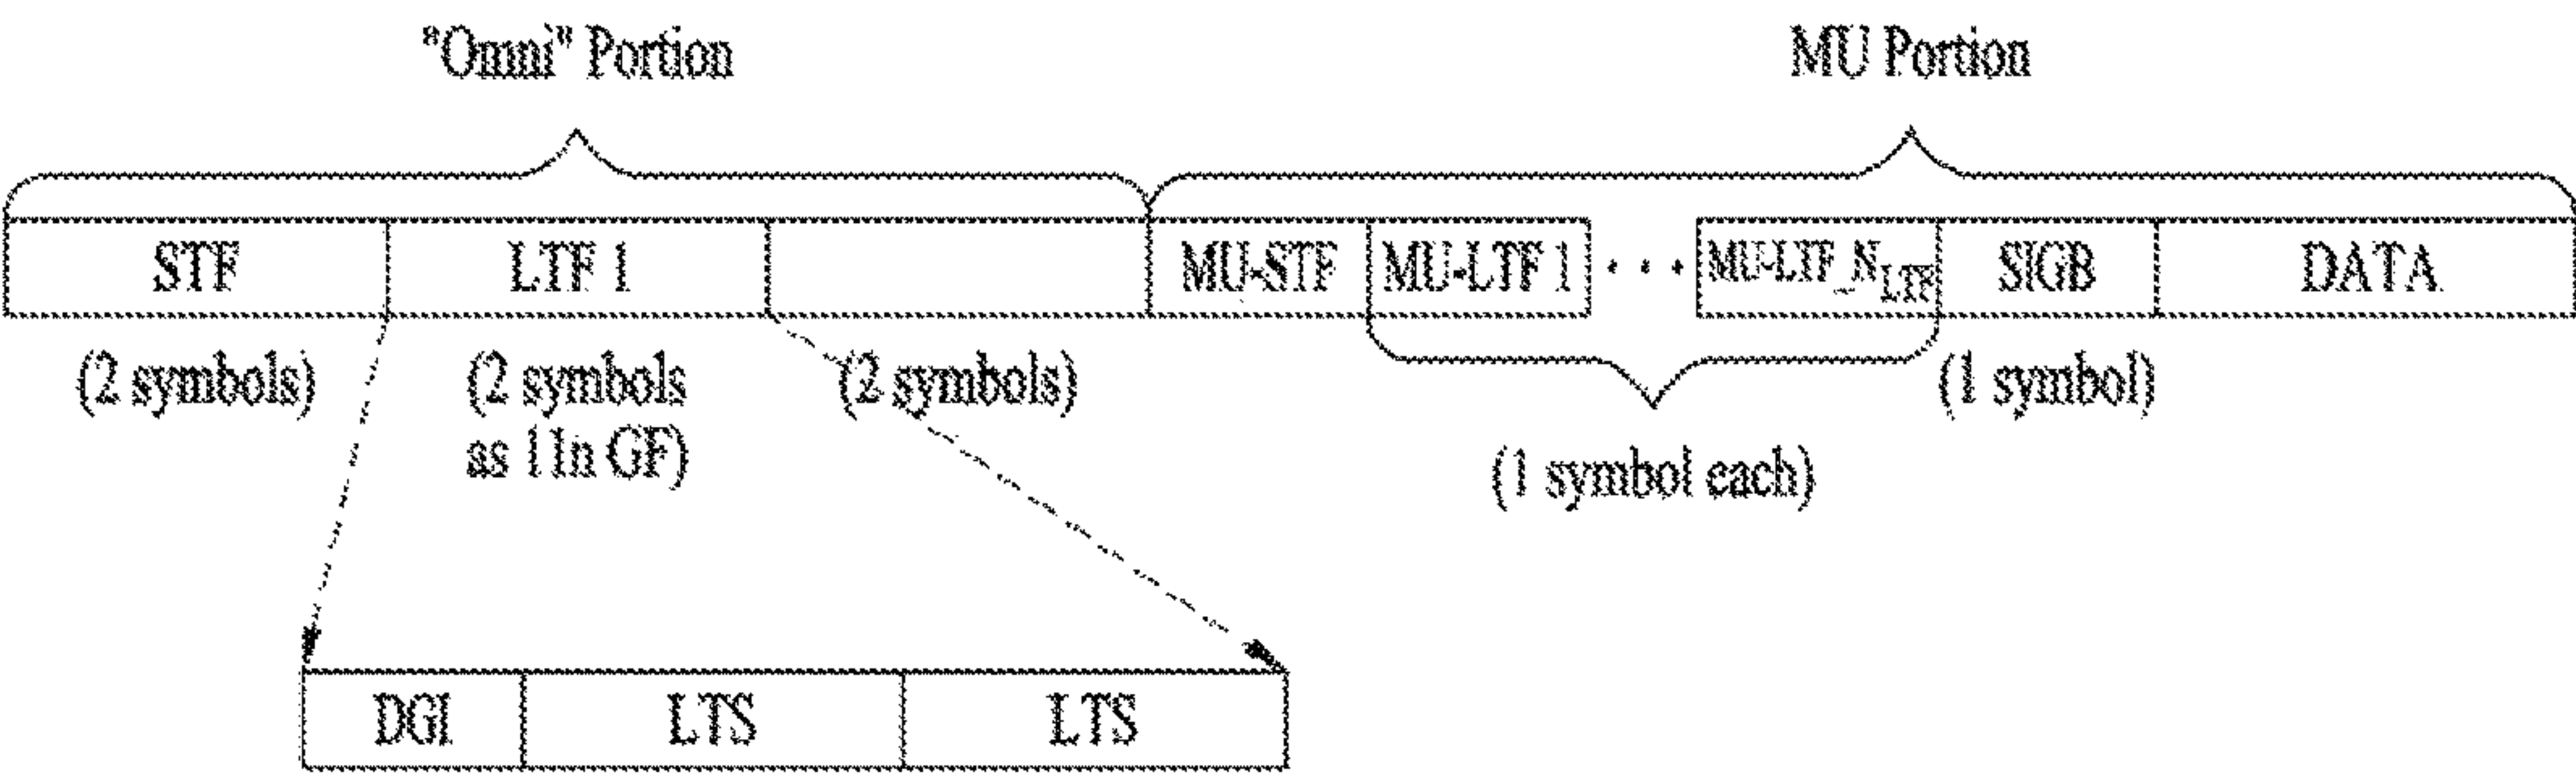 "Omni" Portion
MU Portion
STF
LTF 1
MU-STF
MU-LTF 1
. . .
MU-LTF_N_LTF
SIGB
DATA
(2 symbols)
(2 symbols
as 11n GF)
(2 symbols)
(1 symbol each)
(1 symbol)
DGI
LTS
LTS